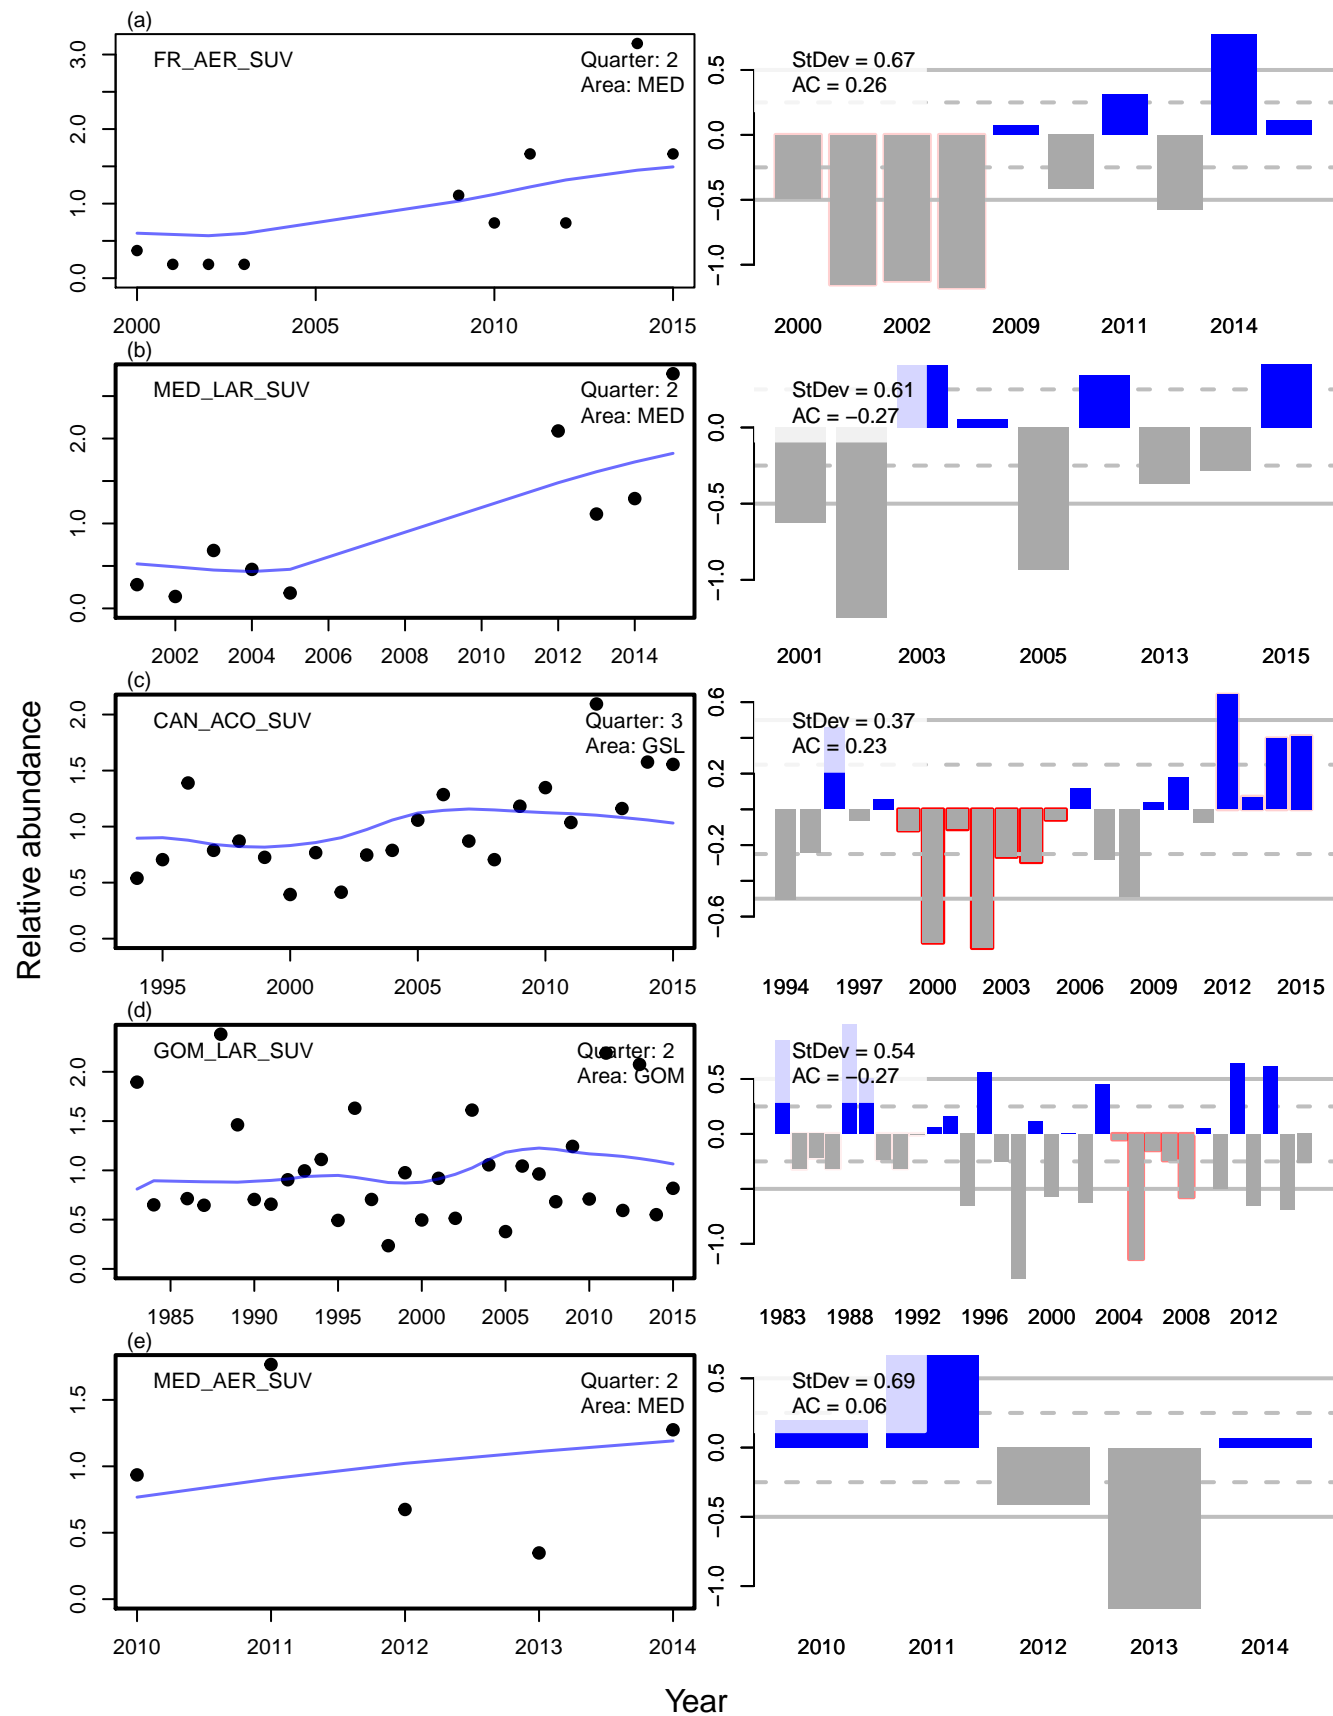 (a)
FR_AER_SUV
Quarter: 2
Area: MED
0.0 1.0 2.0 3.0
2000 2005 2010 2015
StDev = 0.67
AC = 0.26
−1.0 −0.5 0.0 0.5
2000 2002 2009 2011 2014
(b)
MED_LAR_SUV
Quarter: 2
Area: MED
0.0 1.0 2.0
2002 2004 2006 2008 2010 2012 2014
StDev = 0.61
AC = −0.27
−1.0 −0.5 0.0
2001 2003 2005 2013 2015
(c)
CAN_ACO_SUV
Quarter: 3
Area: GSL
0.0 0.5 1.0 1.5 2.0
1995 2000 2005 2010 2015
StDev = 0.37
AC = 0.23
−0.6 −0.2 0.2 0.6
1994 1997 2000 2003 2006 2009 2012 2015
(d)
GOM_LAR_SUV
Quarter: 2
Area: GOM
0.0 0.5 1.0 1.5 2.0
1985 1990 1995 2000 2005 2010 2015
StDev = 0.54
AC = −0.27
−1.0 0.0 0.5
1983 1988 1992 1996 2000 2004 2008 2012
(e)
MED_AER_SUV
Quarter: 2
Area: MED
0.0 0.5 1.0 1.5
2010 2011 2012 2013 2014
StDev = 0.69
AC = 0.06
−1.0 −0.5 0.0 0.5
2010 2011 2012 2013 2014
Relative abundance
Year